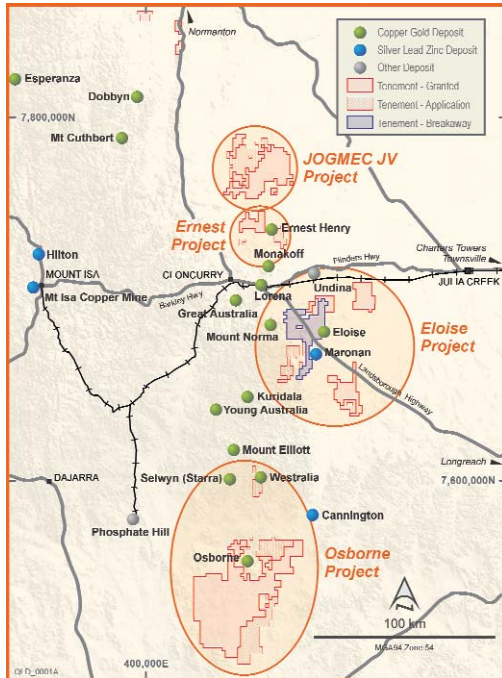 Normanton
Copper Gold Deposit
Silver Lead Zinc Deposit
Other Deposit
Tenement - Granted
Tenement - Application
Tenement - Breakaway
Esperanza
Dobbyn
7,800,000N
Mt Cuthbert
JOGMEC JV
Project
Ernest
Project
Ernest Henry
Monakoff
Hilton
MOUNT ISA
CLONCURRY
Flinders Hwy
Charters Towers
Townsville
JULIA CREEK
Mt Isa Copper Mine
Barkley Hwy
Lorena
Undina
Great Australia
Mount Norma
Eloise
Maronan
Eloise
Project
Landsborough Highway
Kuridala
Young Australia
Mount Elliott
Longreach
DAJARRA
Selwyn (Starra)
Westralia
7,600,000N
Phosphate Hill
Cannington
Osborne
Osborne
Project
100 km
MGA94 Zone 54
QLD_0001A
400,000E